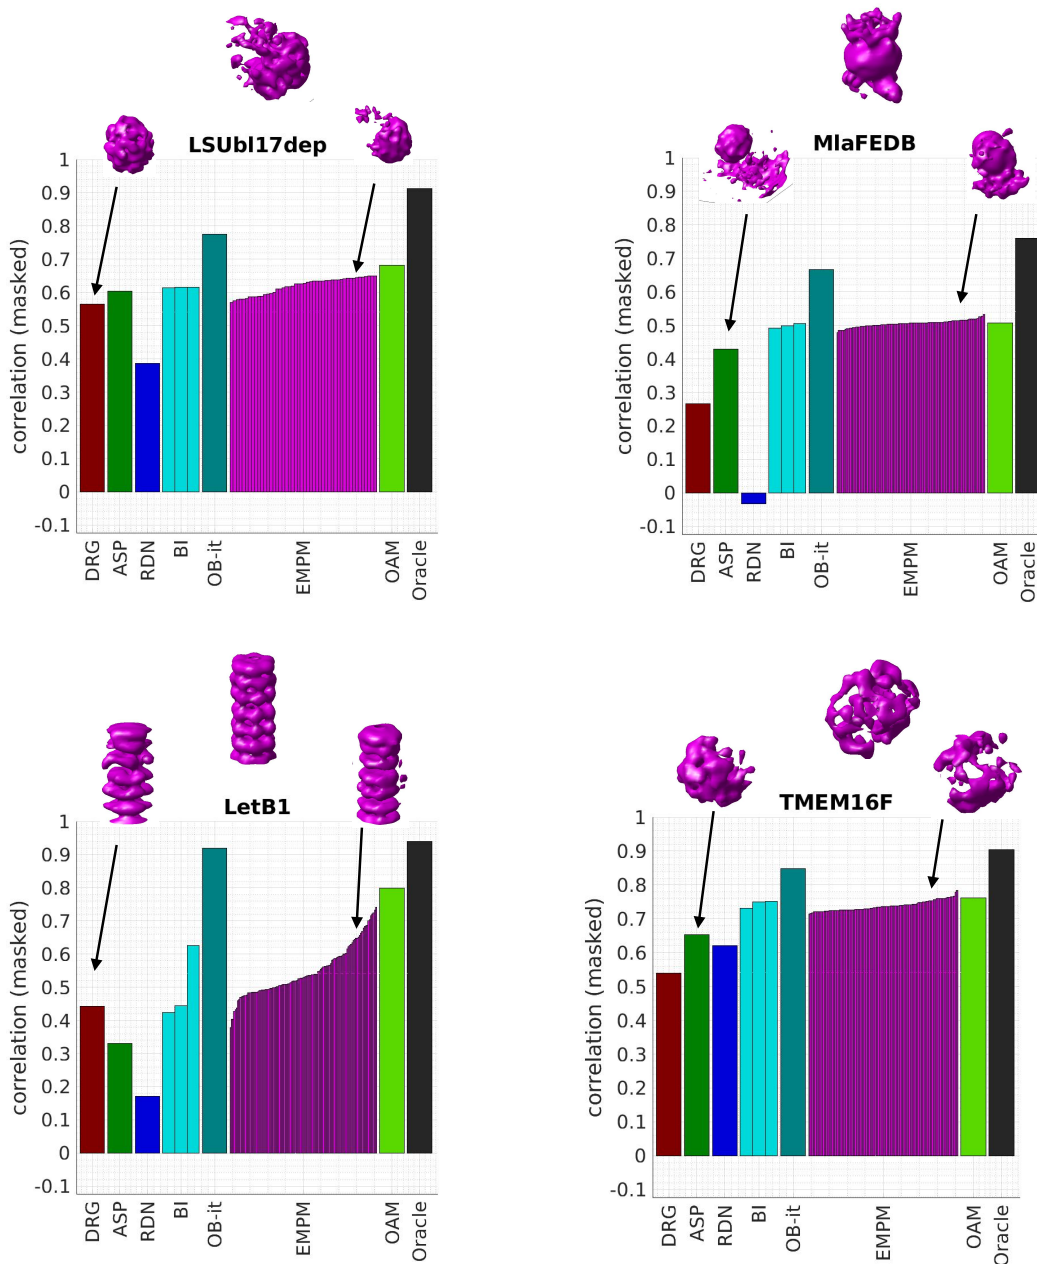 LSUbl17dep
1
0.9
0.8
0.7
0.6
0.5
0.4
0.3
0.2
0.1
0
-0.1
correlation (masked)
DRG
ASP
RDN
BI
OB-it
EMPM
OAM
Oracle
MlaFEDB
1
0.9
0.8
0.7
0.6
0.5
0.4
0.3
0.2
0.1
0
-0.1
correlation (masked)
DRG
ASP
RDN
BI
OB-it
EMPM
OAM
Oracle
LetB1
1
0.9
0.8
0.7
0.6
0.5
0.4
0.3
0.2
0.1
0
-0.1
correlation (masked)
DRG
ASP
RDN
BI
OB-it
EMPM
OAM
Oracle
TMEM16F
1
0.9
0.8
0.7
0.6
0.5
0.4
0.3
0.2
0.1
0
-0.1
correlation (masked)
DRG
ASP
RDN
BI
OB-it
EMPM
OAM
Oracle